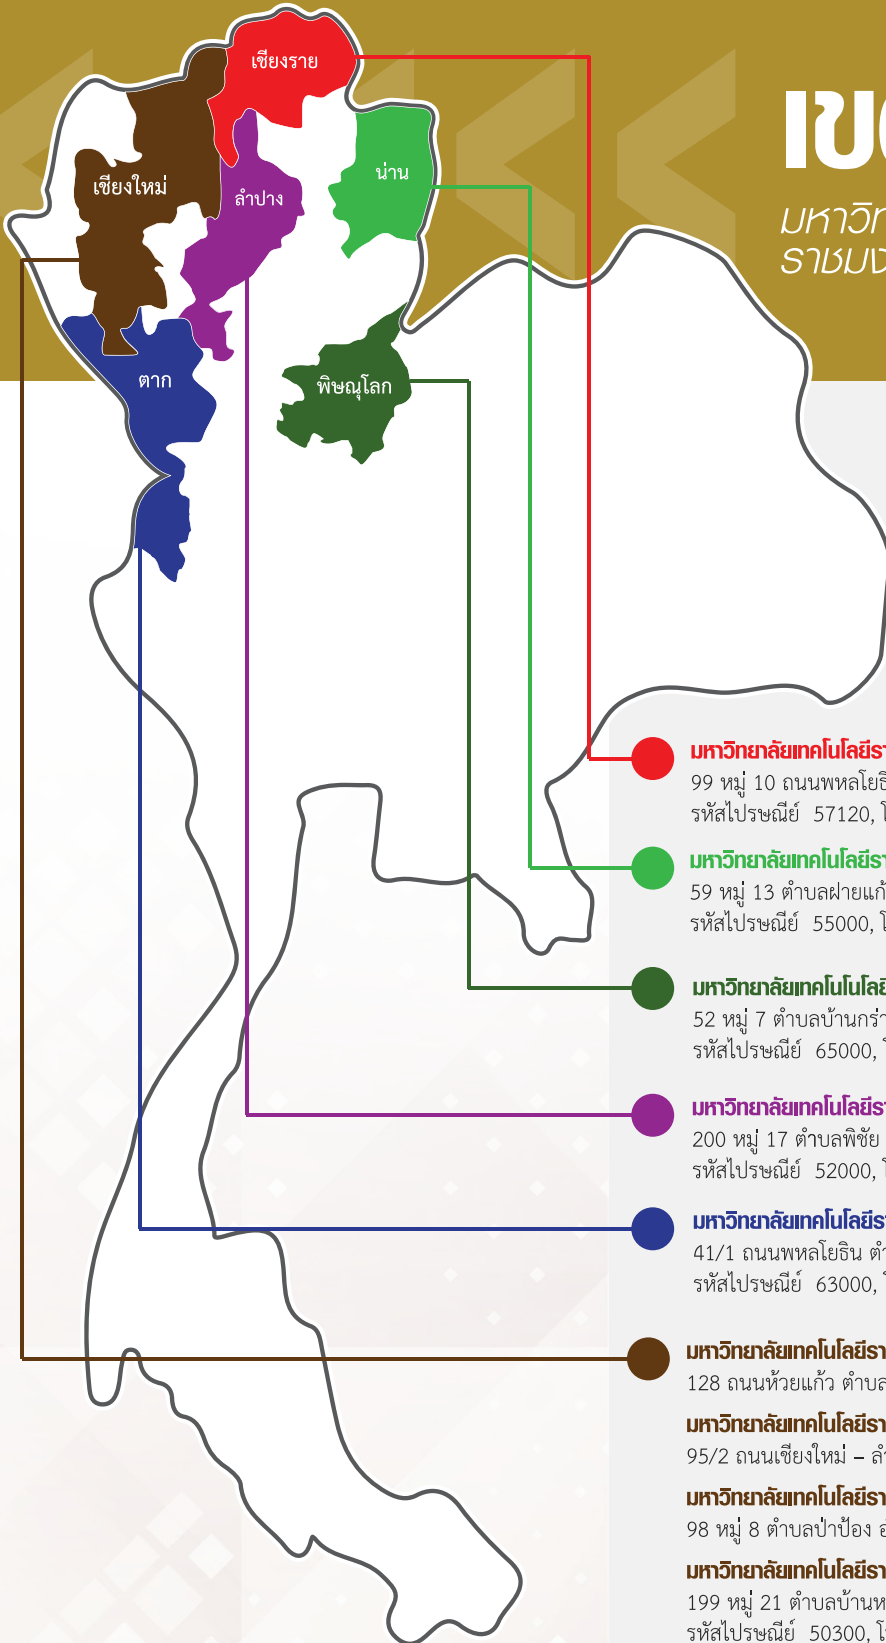 เชียงราย
เชียงใหม่
ลำปาง
น่าน
ตาก
พิษณุโลก
เข
มหาวิท
ราชมง
มหาวิทยาลัยเทคโนโลยีรา
99 หมู่ 10 ถนนพหลโยธิ
รหัสไปรษณีย์ 57120, โ
มหาวิทยาลัยเทคโนโลยีรา
59 หมู่ 13 ตำบลฝายแก้
รหัสไปรษณีย์ 55000, โ
มหาวิทยาลัยเทคโนโนโลยี
52 หมู่ 7 ตำบลบ้านกร่า
รหัสไปรษณีย์ 65000, โ
มหาวิทยาลัยเทคโนโลยีรา
200 หมู่ 17 ตำบลพิชัย
รหัสไปรษณีย์ 52000, โ
มหาวิทยาลัยเทคโนโลยีรา
41/1 ถนนพหลโยธิน ตำ
รหัสไปรษณีย์ 63000, โ
มหาวิทยาลัยเทคโนโลยีรา
128 ถนนห้วยแก้ว ตำบล
มหาวิทยาลัยเทคโนโลยีรา
95/2 ถนนเชียงใหม่ – ลำ
มหาวิทยาลัยเทคโนโลยีรา
98 หมู่ 8 ตำบลป่าป้อง อ
มหาวิทยาลัยเทคโนโลยีรา
199 หมู่ 21 ตำบลบ้านห
รหัสไปรษณีย์ 50300, โ